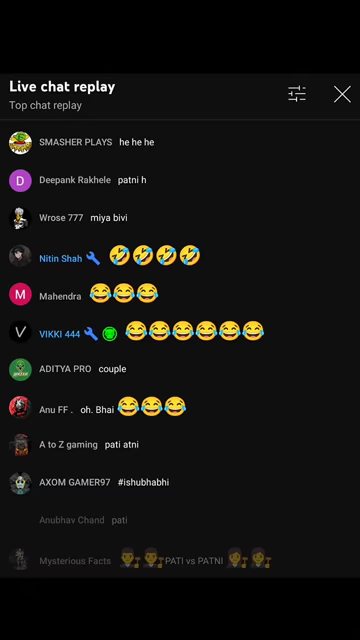 Live chat replay
Top chat replay
SMASHER PLAYS he he he
Deepank Rakhele patni h
Wrose 777 miya bivi
Nitin Shah 🤣🤣🤣🤣
Mahendra 😂😂😂
VIKKI 444 😂😂😂😂😂😂
ADITYA PRO couple
Anu FF . oh. Bhai 😂😂😂
A to Z gaming pati atni
AXOM GAMER97 #ishubhabhi
Anubhav Chand pati
Mysterious Facts 👨‍⚖️👨‍⚖️PATI vs PATNI 👩‍⚖️👩‍⚖️